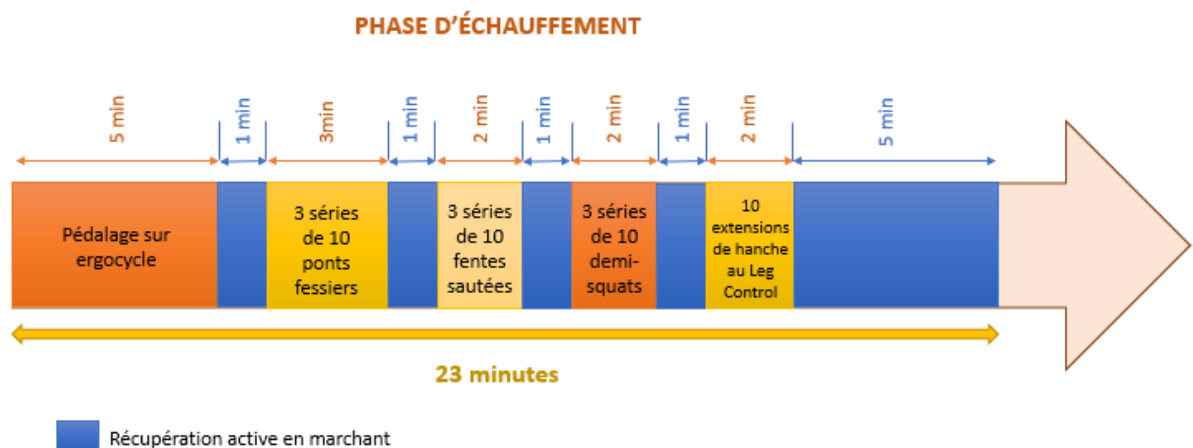 PHASE D'ÉCHAUFFEMENT
5 min
1 min
3min
1 min
2 min
1 min
2 min
1 min
2 min
5 min
Pédalage sur
ergocycle
3 séries
de 10
ponts
fessiers
3 séries
de 10
fentes
sautées
3 séries
de 10
demi-
squats
10
extensions
de hanche
au Leg
Control
23 minutes
Récupération active en marchant